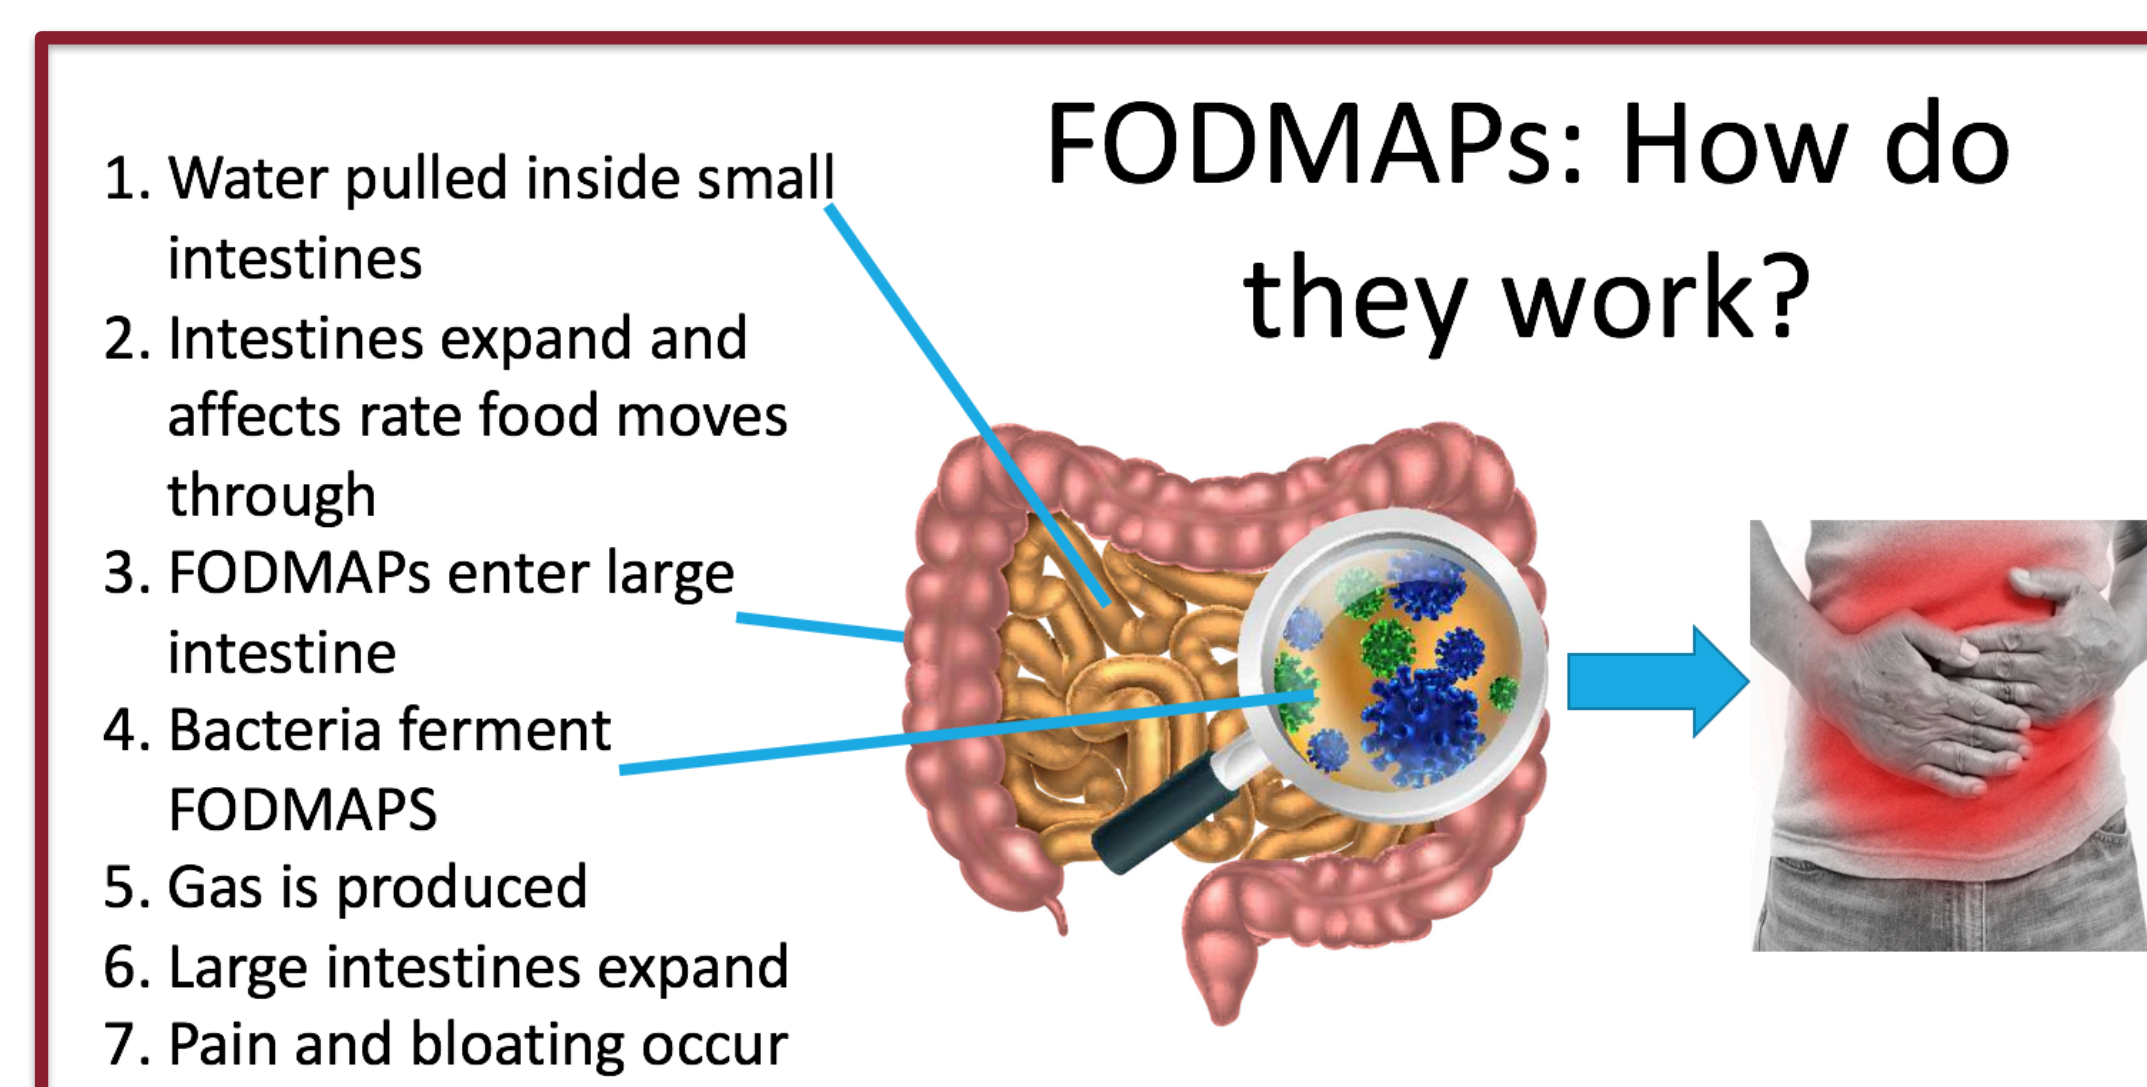 FODMAPs: How do
they work?
1. Water pulled inside small
intestines
2. Intestines expand and
affects rate food moves
through
3. FODMAPs enter large
intestine
4. Bacteria ferment
FODMAPS
5. Gas is produced
6. Large intestines expand
7. Pain and bloating occur